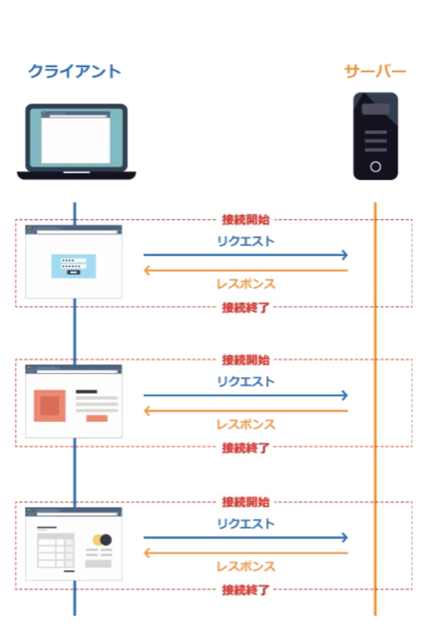 クライアント
サーバー
接続開始
リクエスト
レスポンス
接続終了
接続開始
リクエスト
レスポンス
接続終了
接続開始
リクエスト
レスポンス
接続終了